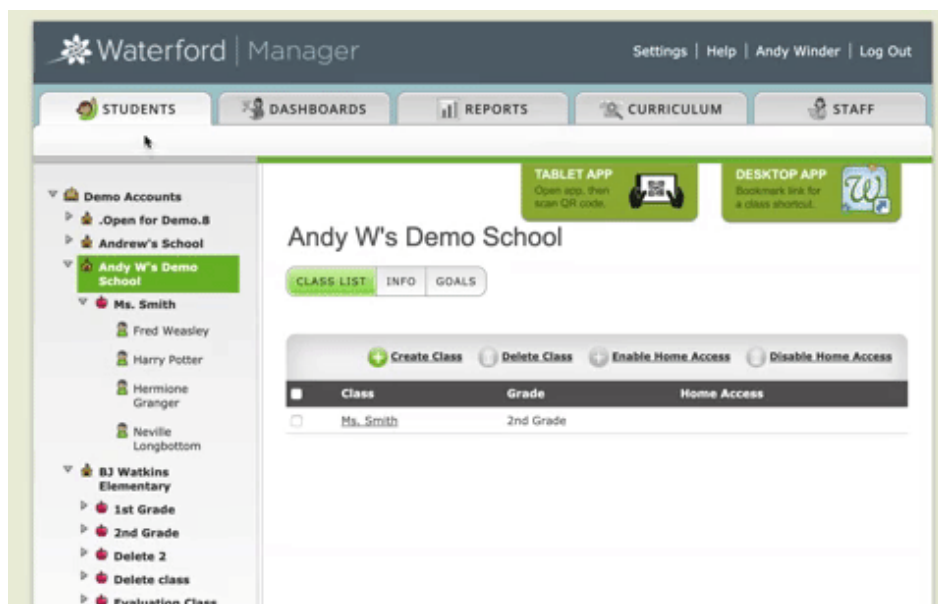 Waterford | Manager
Settings | Help | Andy Winder | Log Out
STUDENTS
DASHBOARDS
REPORTS
CURRICULUM
STAFF
TABLET APP
Open app, then
scan QR code.
DESKTOP APP
Bookmark link for
a class shortcut.
Demo Accounts
.Open for Demo.8
Andrew's School
Andy W's Demo
School
Ms. Smith
Fred Weasley
Harry Potter
Hermione
Granger
Neville
Longbottom
BJ Watkins
Elementary
1st Grade
2nd Grade
Delete 2
Delete class
Evaluation Class
Andy W's Demo School
CLASS LIST
INFO
GOALS
Create Class
Delete Class
Enable Home Access
Disable Home Access
Class Grade Home Access
Ms. Smith 2nd Grade